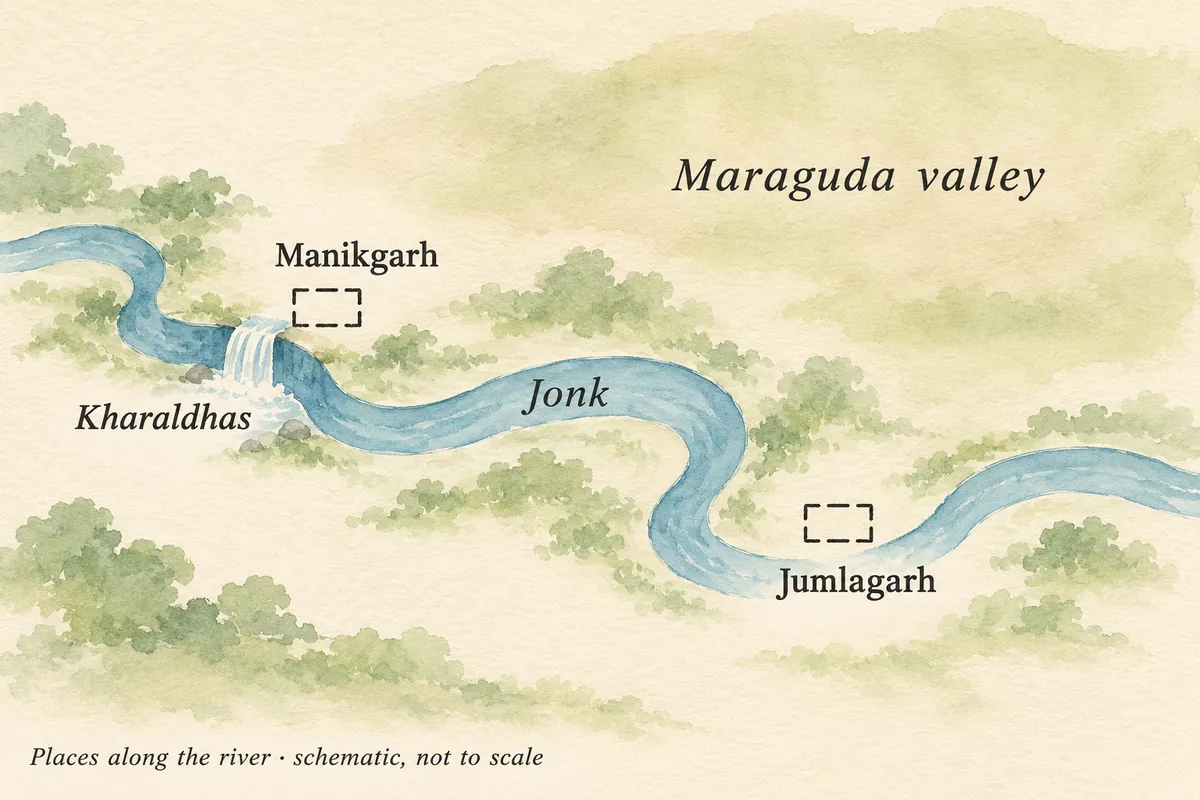 Maraguda valley
Manikgarh
Jonk
Kharaldhas
Jumlagarh
Places along the river · schematic, not to scale